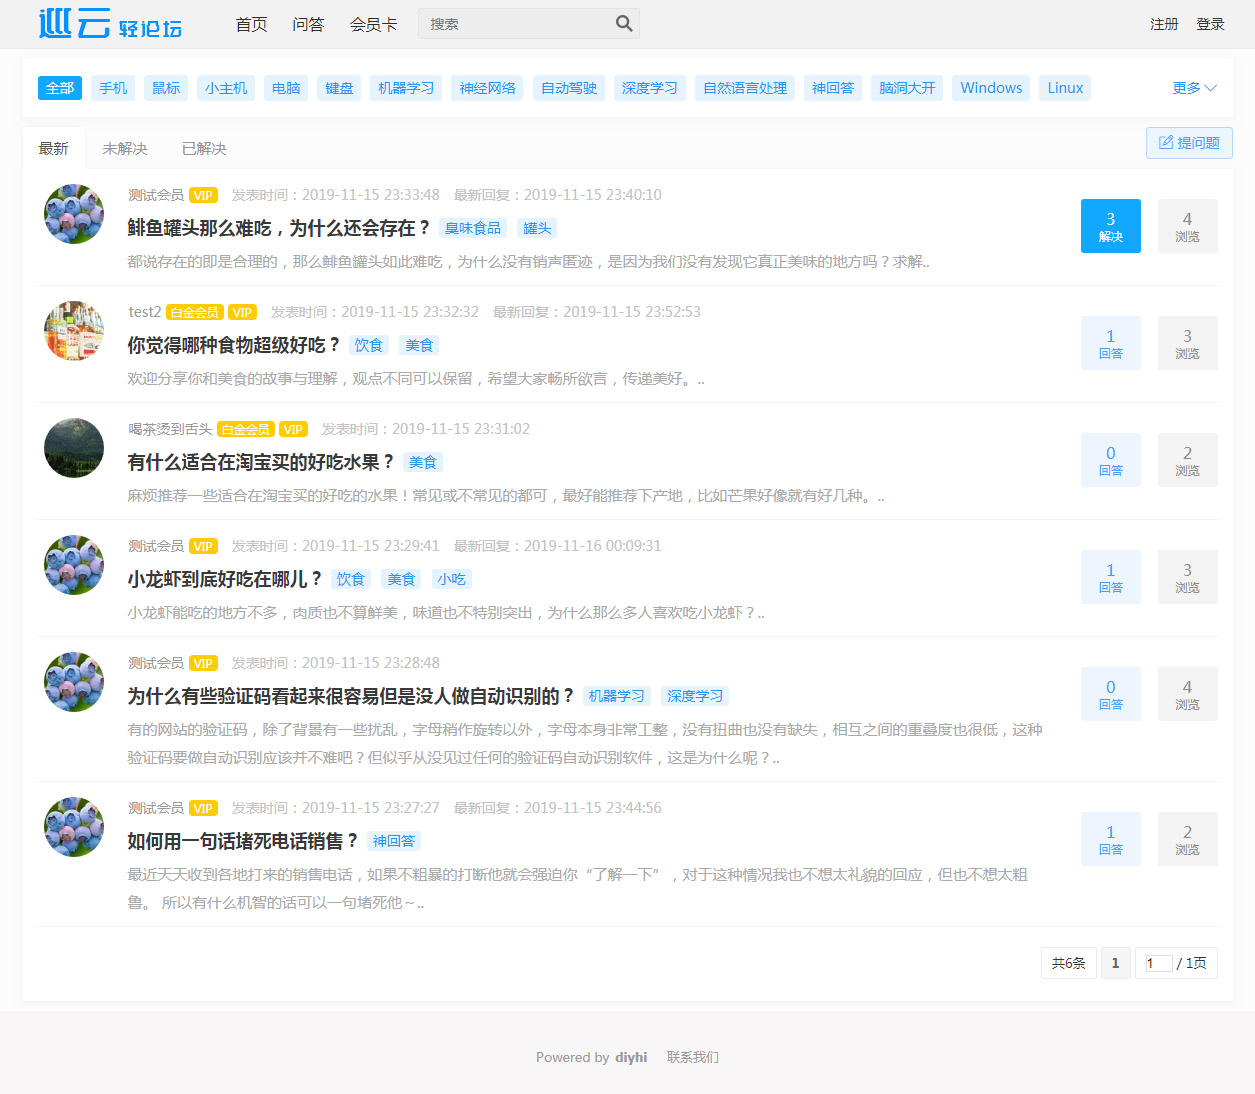 巡云 轻论坛 首页 问答 会员卡 搜索 注册 登录
全部 手机 鼠标 小主机 电脑 键盘 机器学习 神经网络 自动驾驶 深度学习 自然语言处理 神回答 脑洞大开 Windows Linux 更多
最新 未解决 已解决 提问题
测试会员 VIP 发表时间：2019-11-15 23:33:48 最新回复：2019-11-15 23:40:10
鲱鱼罐头那么难吃，为什么还会存在？ 臭味食品 罐头
3 解决 4 浏览
都说存在的即是合理的，那么鲱鱼罐头如此难吃，为什么没有销声匿迹，是因为我们没有发现它真正美味的地方吗？求解..
test2 白金会员 VIP 发表时间：2019-11-15 23:32:32 最新回复：2019-11-15 23:52:53
你觉得哪种食物超级好吃？ 饮食 美食
1 回答 3 浏览
欢迎分享你和美食的故事与理解，观点不同可以保留，希望大家畅所欲言，传递美好。..
喝茶烫到舌头 白金会员 VIP 发表时间：2019-11-15 23:31:02
有什么适合在淘宝买的好吃水果？ 美食
0 回答 2 浏览
麻烦推荐一些适合在淘宝买的好吃的水果！常见或不常见的都可，最好能推荐下产地，比如芒果好像就有好几种。..
测试会员 VIP 发表时间：2019-11-15 23:29:41 最新回复：2019-11-16 00:09:31
小龙虾到底好吃在哪儿？ 饮食 美食 小吃
1 回答 3 浏览
小龙虾能吃的地方不多，肉质也不算鲜美，味道也不特别突出，为什么那么多人喜欢吃小龙虾？..
测试会员 VIP 发表时间：2019-11-15 23:28:48
为什么有些验证码看起来很容易但是没人做自动识别的？ 机器学习 深度学习
0 回答 4 浏览
有的网站的验证码，除了背景有一些扰乱，字母稍作旋转以外，字母本身非常工整，没有扭曲也没有缺失，相互之间的重叠度也很低，这种
验证码要做自动识别应该并不难吧？但似乎从没见过任何的验证码自动识别软件，这是为什么呢？..
测试会员 VIP 发表时间：2019-11-15 23:27:27 最新回复：2019-11-15 23:44:56
如何用一句话堵死电话销售？ 神回答
1 回答 2 浏览
最近天天收到各地打来的销售电话，如果不粗暴的打断他就会强迫你“了解一下”，对于这种情况我也不想太礼貌的回应，但也不想太粗
鲁。 所以有什么机智的话可以一句堵死他～..
共6条 1 1 / 1页
Powered by diyhi 联系我们